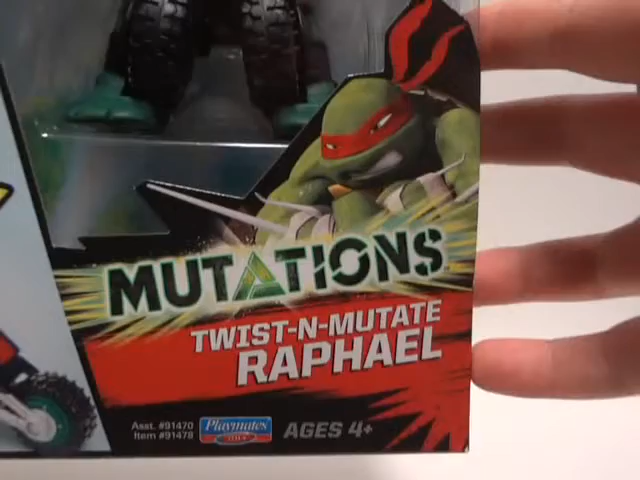 MUTATIONS
TWIST-N-MUTATE
RAPHAEL
Asst. #91470
Item #91478
Playmates
TOYS
AGES 4+